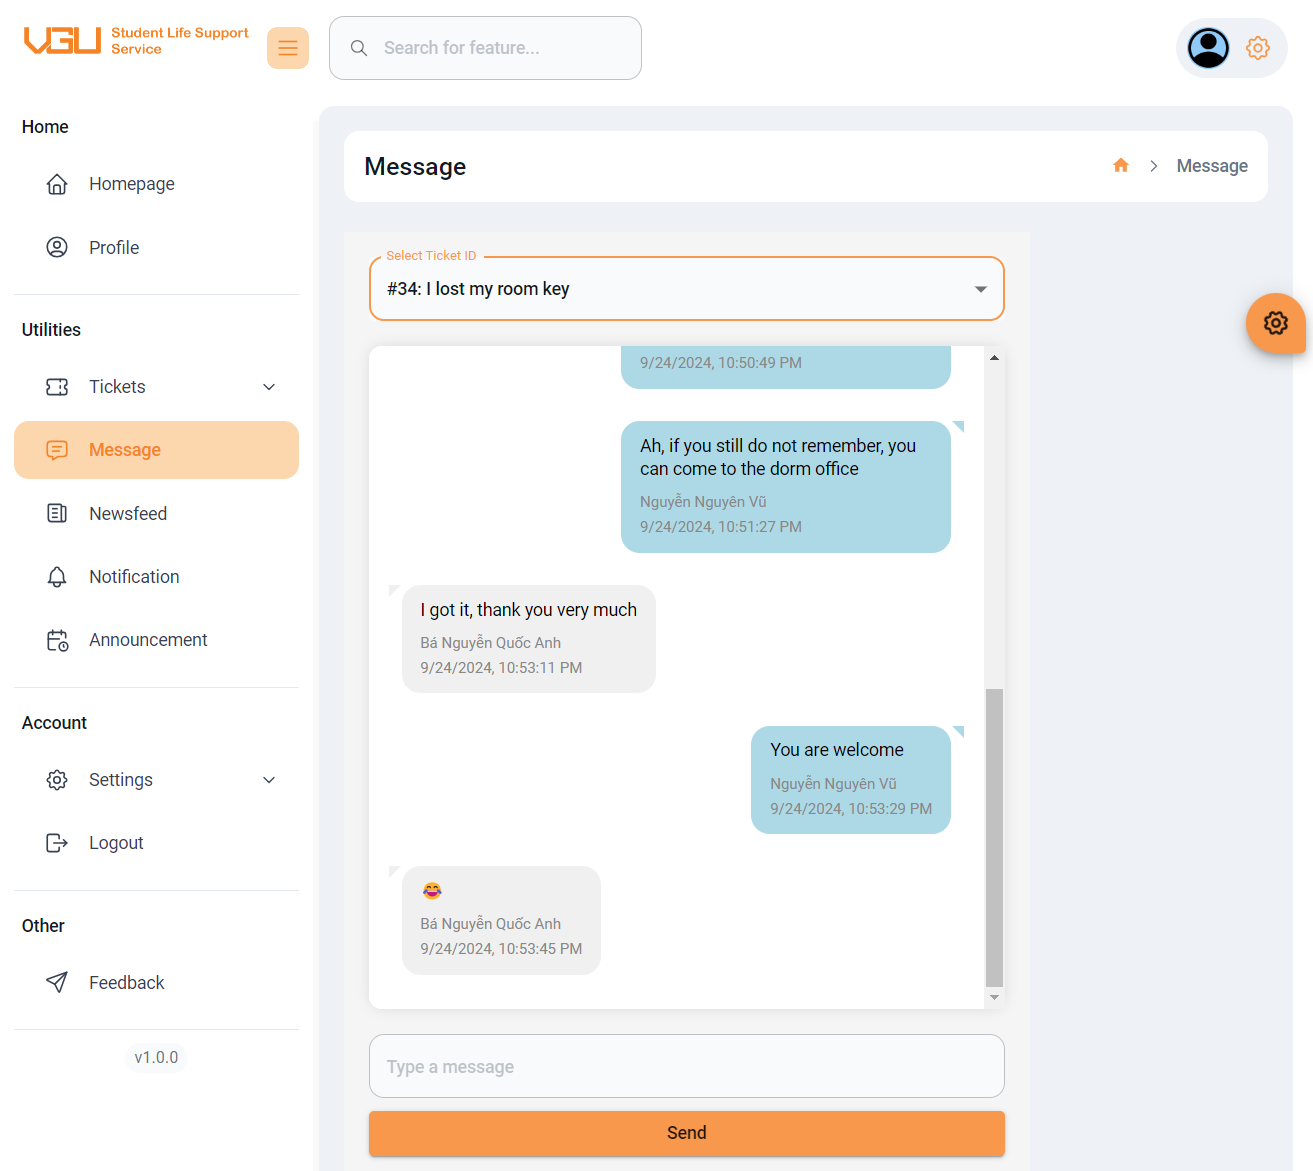 VGU Student Life Support
Service
Search for feature...
Home
Homepage
Profile
Utilities
Tickets
Message
Newsfeed
Notification
Announcement
Account
Settings
Logout
Other
Feedback
v1.0.0
Message
Message
Select Ticket ID
#34: I lost my room key
9/24/2024, 10:50:49 PM
Ah, if you still do not remember, you
can come to the dorm office
Nguyễn Nguyên Vũ
9/24/2024, 10:51:27 PM
I got it, thank you very much
Bá Nguyễn Quốc Anh
9/24/2024, 10:53:11 PM
You are welcome
Nguyễn Nguyên Vũ
9/24/2024, 10:53:29 PM
😂
Bá Nguyễn Quốc Anh
9/24/2024, 10:53:45 PM
Type a message
Send